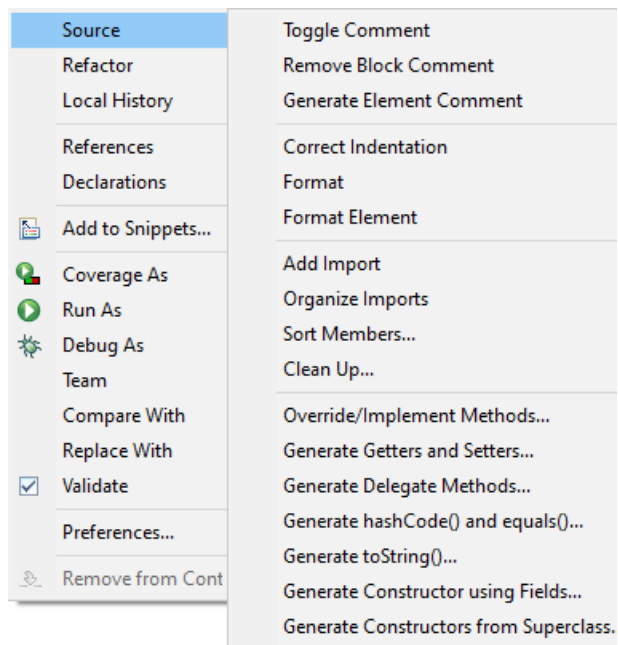 Source
Refactor
Local History
References
Declarations
Add to Snippets...
Coverage As
Run As
Debug As
Team
Compare With
Replace With
Validate
Preferences...
Remove from Cont
Toggle Comment
Remove Block Comment
Generate Element Comment
Correct Indentation
Format
Format Element
Add Import
Organize Imports
Sort Members...
Clean Up...
Override/Implement Methods...
Generate Getters and Setters...
Generate Delegate Methods...
Generate hashCode() and equals()...
Generate toString()...
Generate Constructor using Fields...
Generate Constructors from Superclass.